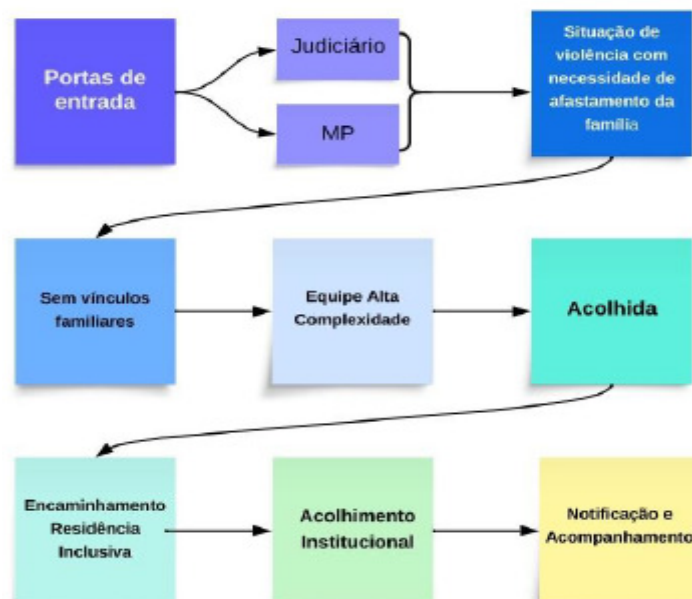 Portas de
entrada
Judiciário
MP
Situação de
violência com
necessidade de
afastamento da
família
Sem vínculos
familiares
Equipe Alta
Complexidade
Acolhida
Encaminhamento
Residência
Inclusiva
Acolhimento
Institucional
Notificação e
Acompanhamento